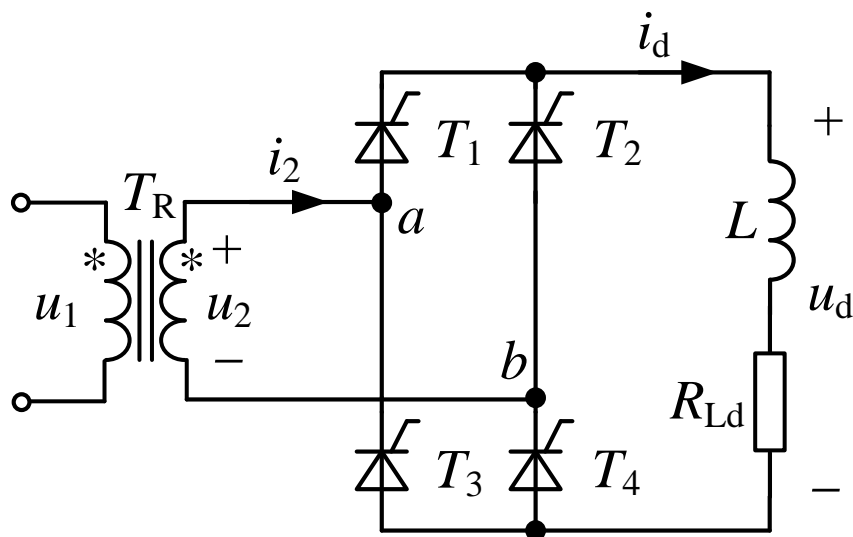 i_d
+
T_1
T_2
i_2
T_R
a
L
* * +
u_1
u_2
u_d
−
b
R_Ld
T_3
T_4
−